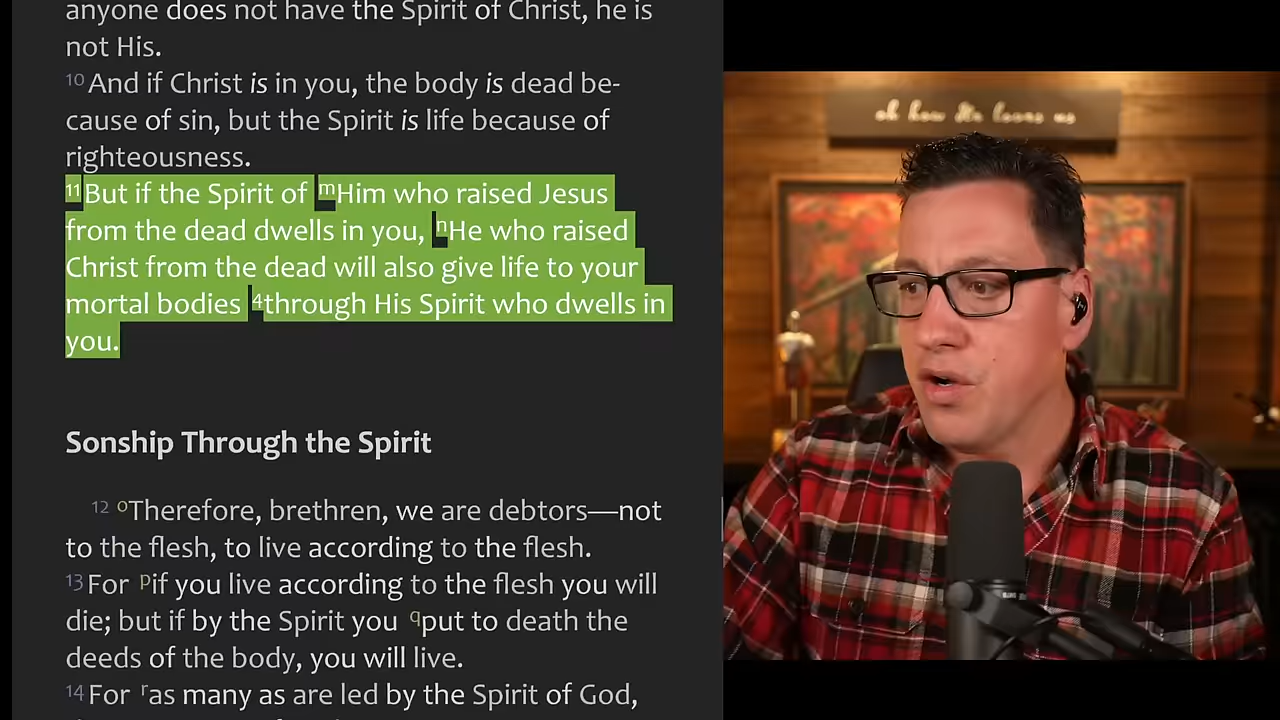 anyone does not have the Spirit of Christ, he is
not His.
10 And if Christ is in you, the body is dead be-
cause of sin, but the Spirit is life because of
righteousness.
11 But if the Spirit of mHim who raised Jesus
from the dead dwells in you, nHe who raised
Christ from the dead will also give life to your
mortal bodies 4through His Spirit who dwells in
you.
Sonship Through the Spirit
12 oTherefore, brethren, we are debtors—not
to the flesh, to live according to the flesh.
13 For pif you live according to the flesh you will
die; but if by the Spirit you qput to death the
deeds of the body, you will live.
14 For ras many as are led by the Spirit of God,
oh how He loves us